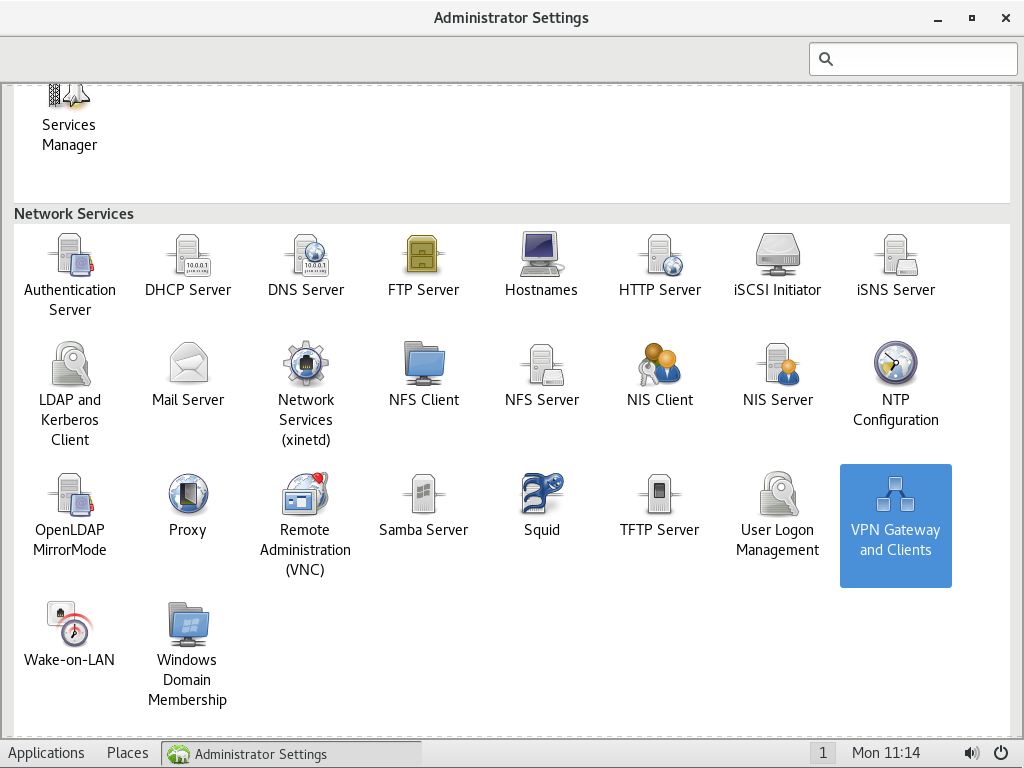 Administrator Settings
Services
Manager
Network Services
Authentication
Server
DHCP Server
DNS Server
FTP Server
Hostnames
HTTP Server
iSCSI Initiator
iSNS Server
LDAP and
Kerberos
Client
Mail Server
Network
Services
(xinetd)
NFS Client
NFS Server
NIS Client
NIS Server
NTP
Configuration
OpenLDAP
MirrorMode
Proxy
Remote
Administration
(VNC)
Samba Server
Squid
TFTP Server
User Logon
Management
VPN Gateway
and Clients
Wake-on-LAN
Windows
Domain
Membership
Applications Places Administrator Settings 1 Mon 11:14